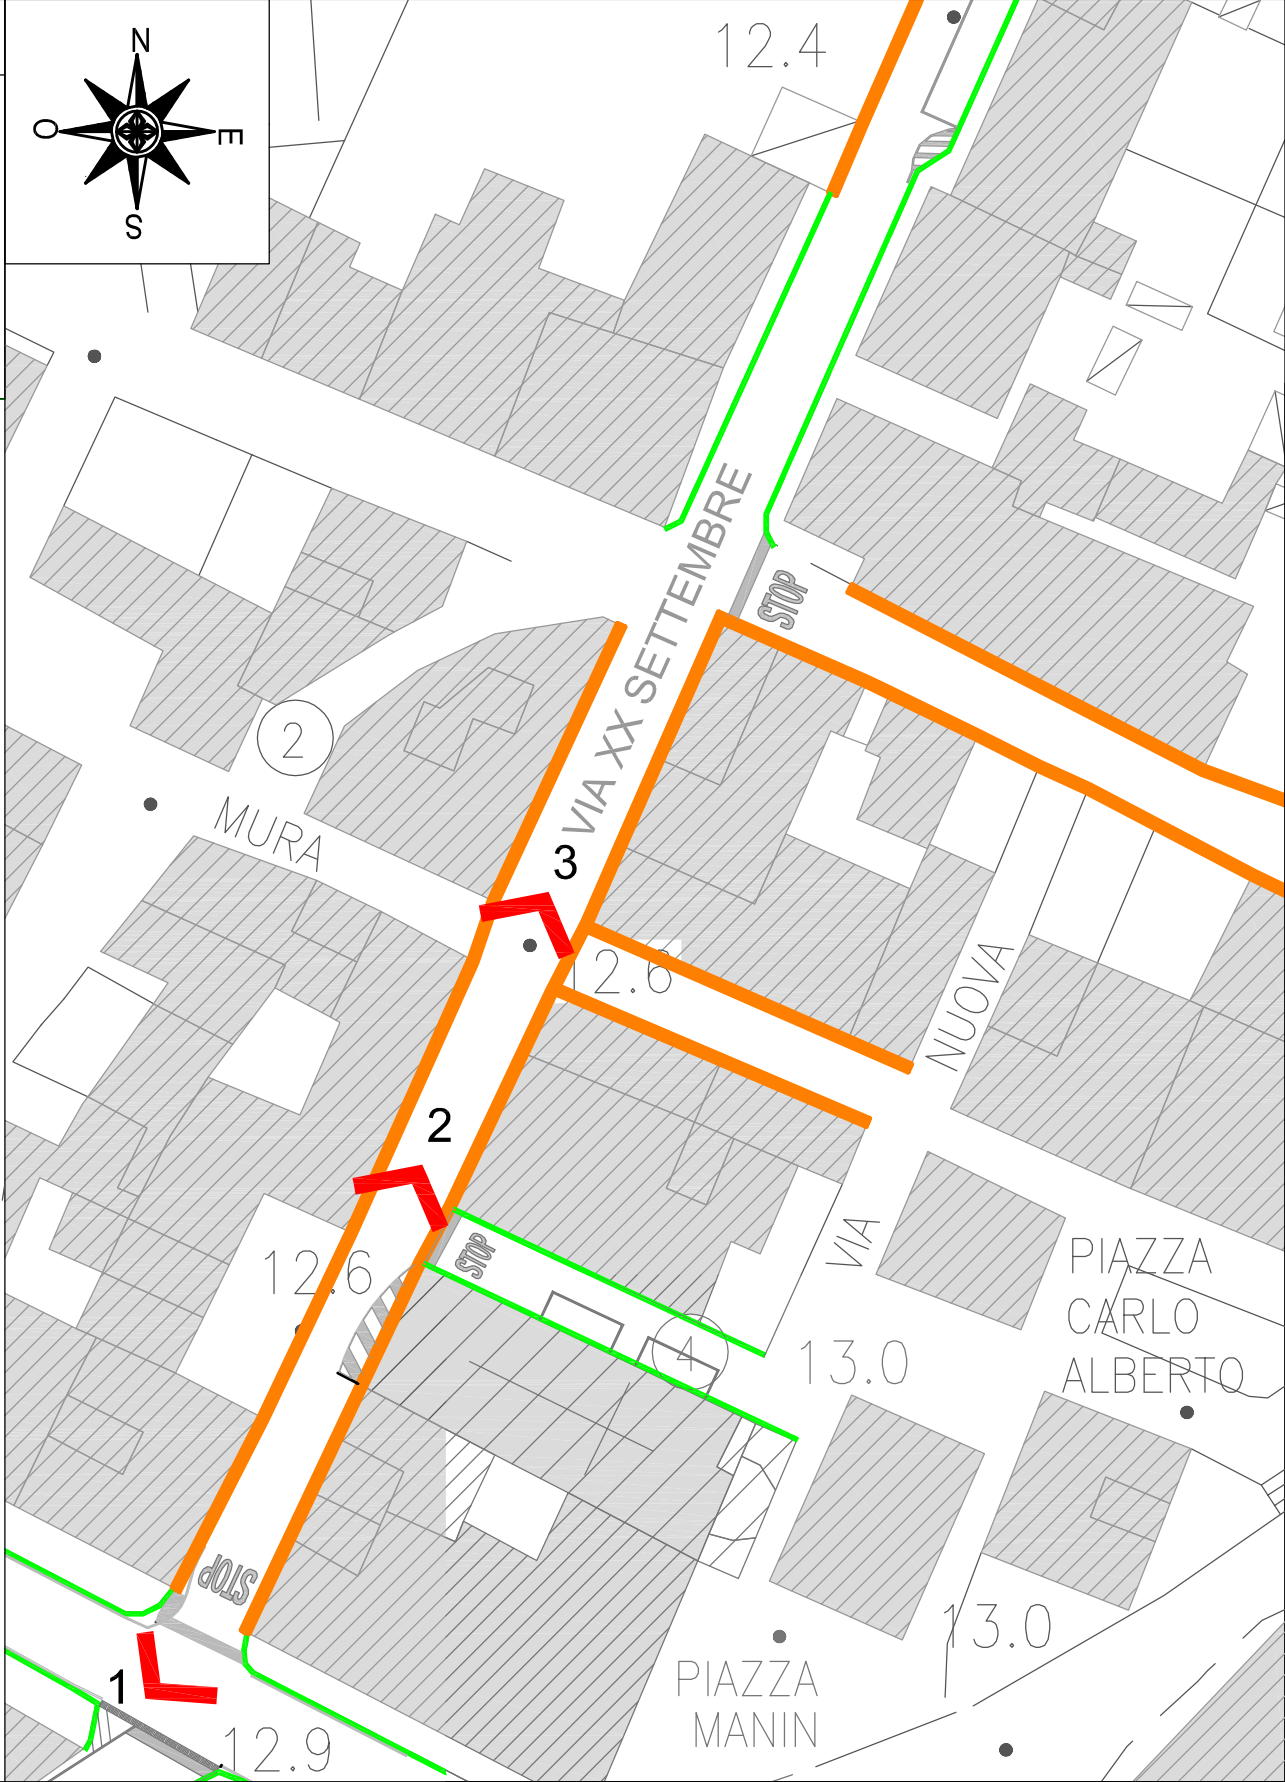 N
O
E
S
12.4
STOP
VIA XX SETTEMBRE
2
MURA
3
12.6
NUOVA
2
VIA
STOP
12.6
PIAZZA
CARLO
ALBERTO
4
13.0
STOP
13.0
1
PIAZZA
MANIN
12.9